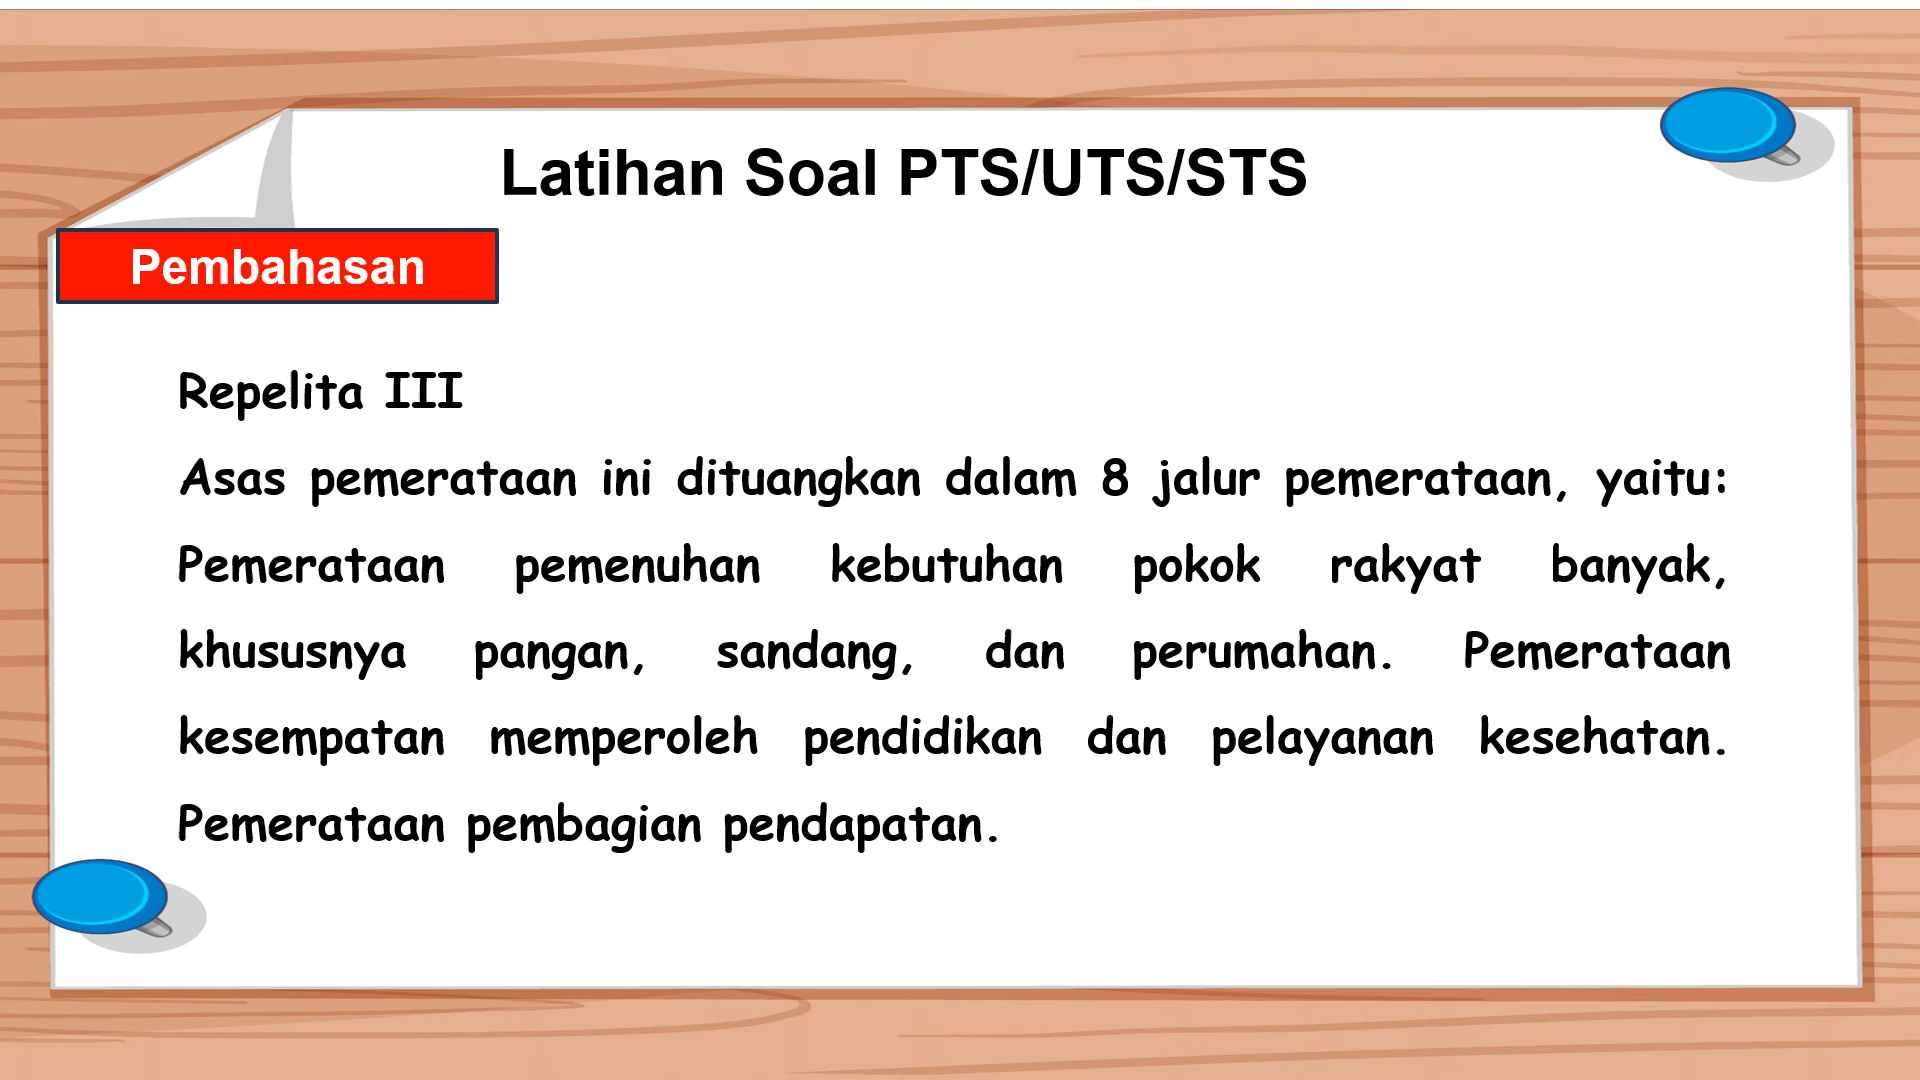 Latihan Soal PTS/UTS/STS
Pembahasan
Repelita III
Asas pemerataan ini dituangkan dalam 8 jalur pemerataan, yaitu:
Pemerataan pemenuhan kebutuhan pokok rakyat banyak,
khususnya pangan, sandang, dan perumahan. Pemerataan
kesempatan memperoleh pendidikan dan pelayanan kesehatan.
Pemerataan pembagian pendapatan.